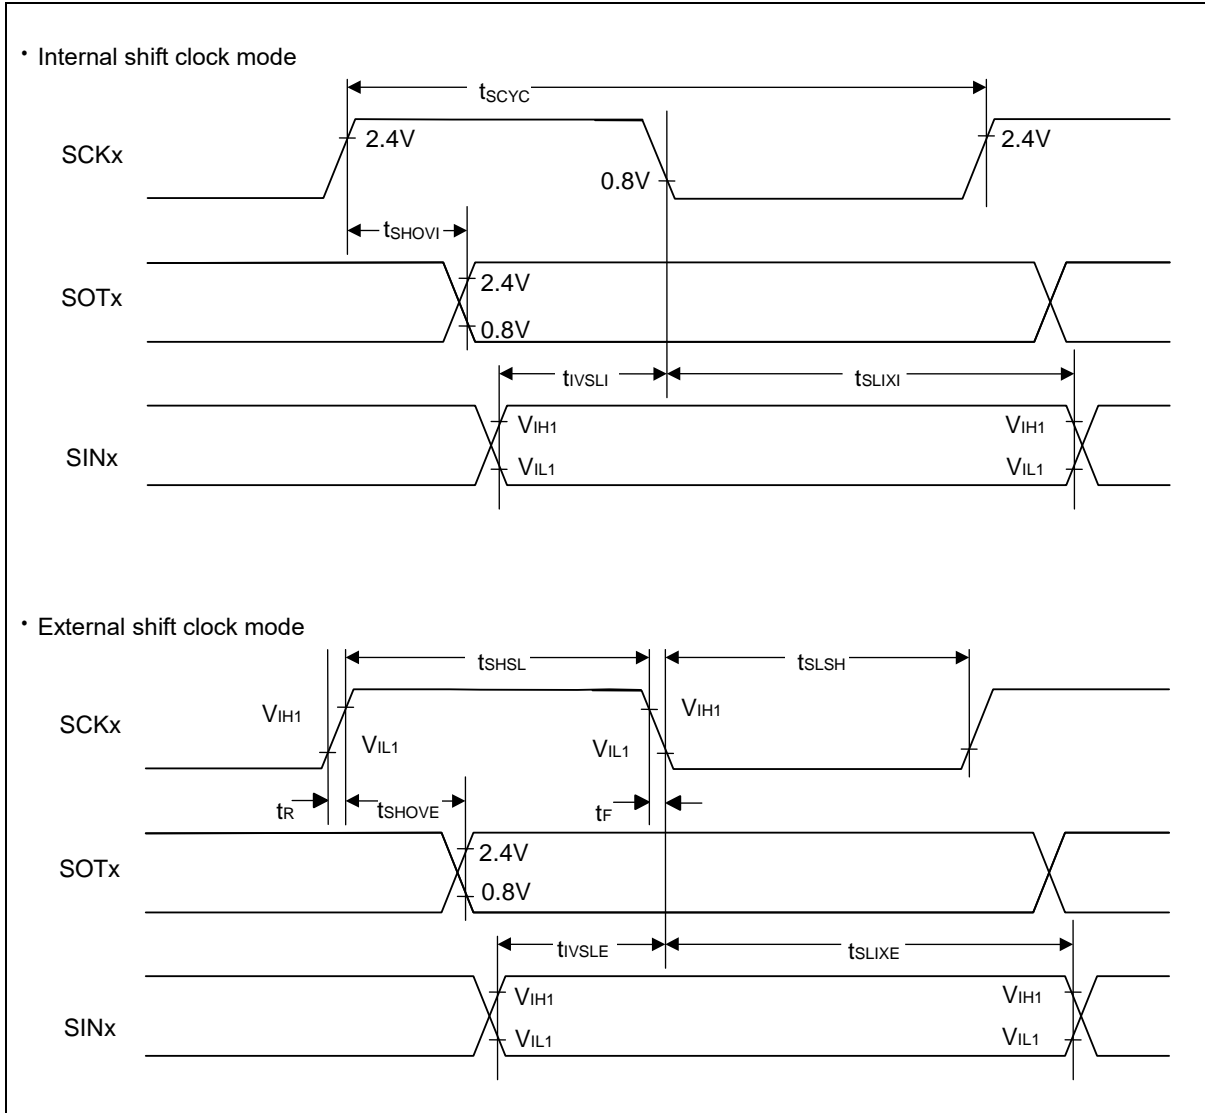 ・Internal shift clock mode
tSCYC
SCKx
2.4V
0.8V
2.4V
tSHOVI
SOTx
2.4V
0.8V
tIVSLI
tSLIXI
SINx
VIH1
VIL1
VIH1
VIL1
・External shift clock mode
tSHSL
tSLSH
SCKx
VIH1
VIL1
VIH1
VIL1
tR
tSHOVE
tF
SOTx
2.4V
0.8V
tIVSLE
tSLIXE
SINx
VIH1
VIL1
VIH1
VIL1